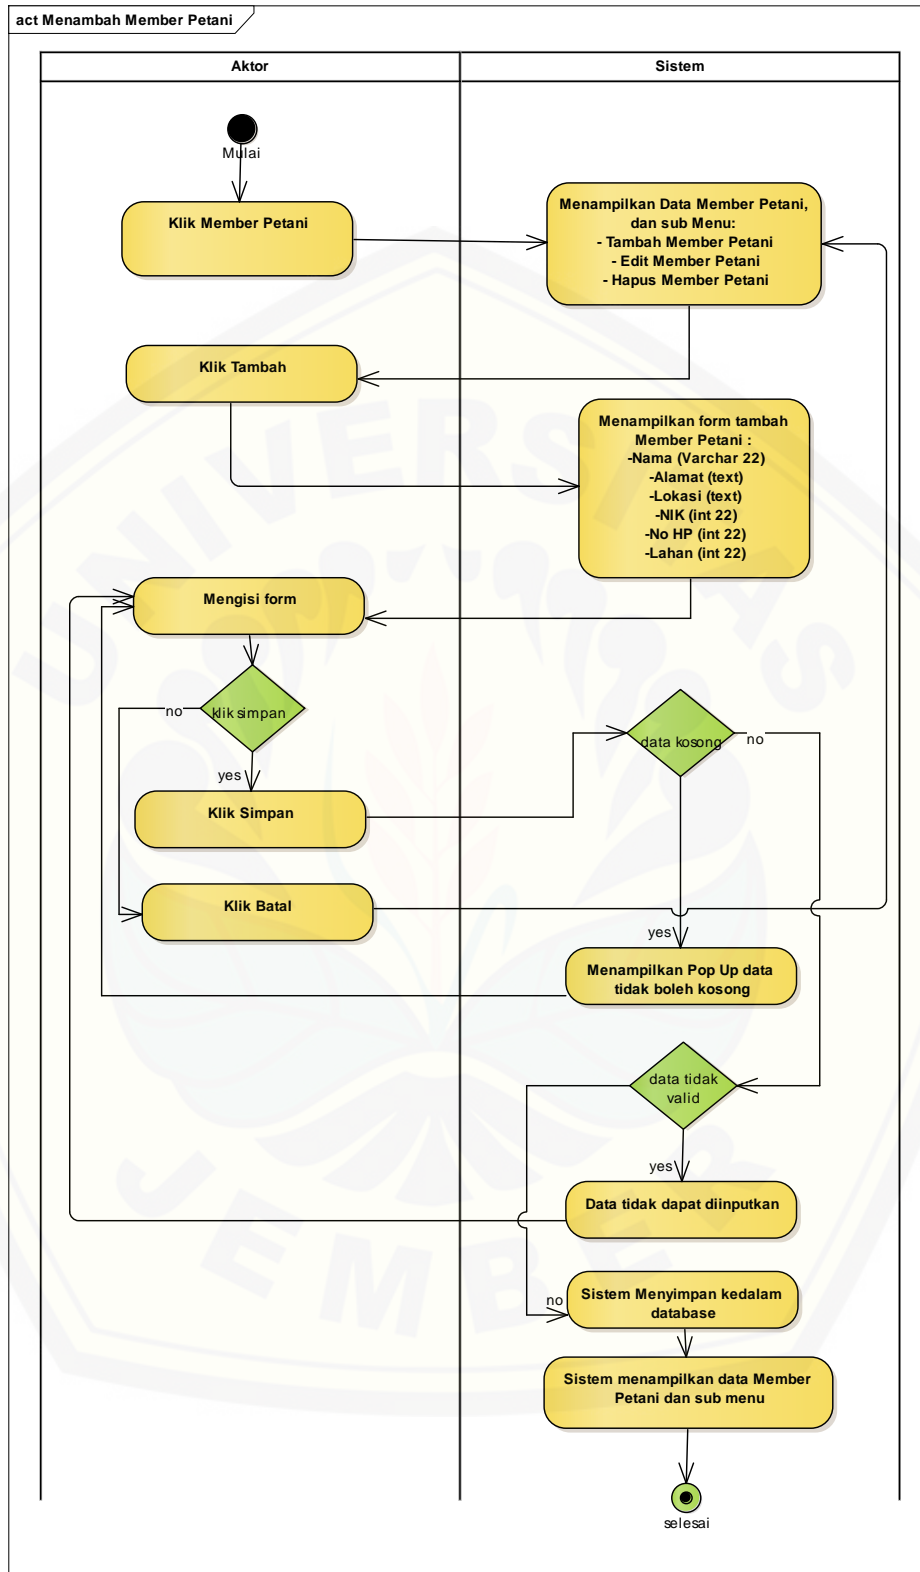 act Menambah Member Petani
Aktor
Sistem
Mulai
Klik Member Petani
Menampilkan Data Member Petani,
dan sub Menu:
- Tambah Member Petani
- Edit Member Petani
- Hapus Member Petani
Klik Tambah
Menampilkan form tambah
Member Petani :
-Nama (Varchar 22)
-Alamat (text)
-Lokasi (text)
-NIK (int 22)
-No HP (int 22)
-Lahan (int 22)
Mengisi form
klik simpan
no
yes
data kosong
no
Klik Simpan
Klik Batal
yes
Menampilkan Pop Up data
tidak boleh kosong
data tidak
valid
yes
Data tidak dapat diinputkan
no
Sistem Menyimpan kedalam
database
Sistem menampilkan data Member
Petani dan sub menu
selesai
UNIVERSITAS
JEMBER